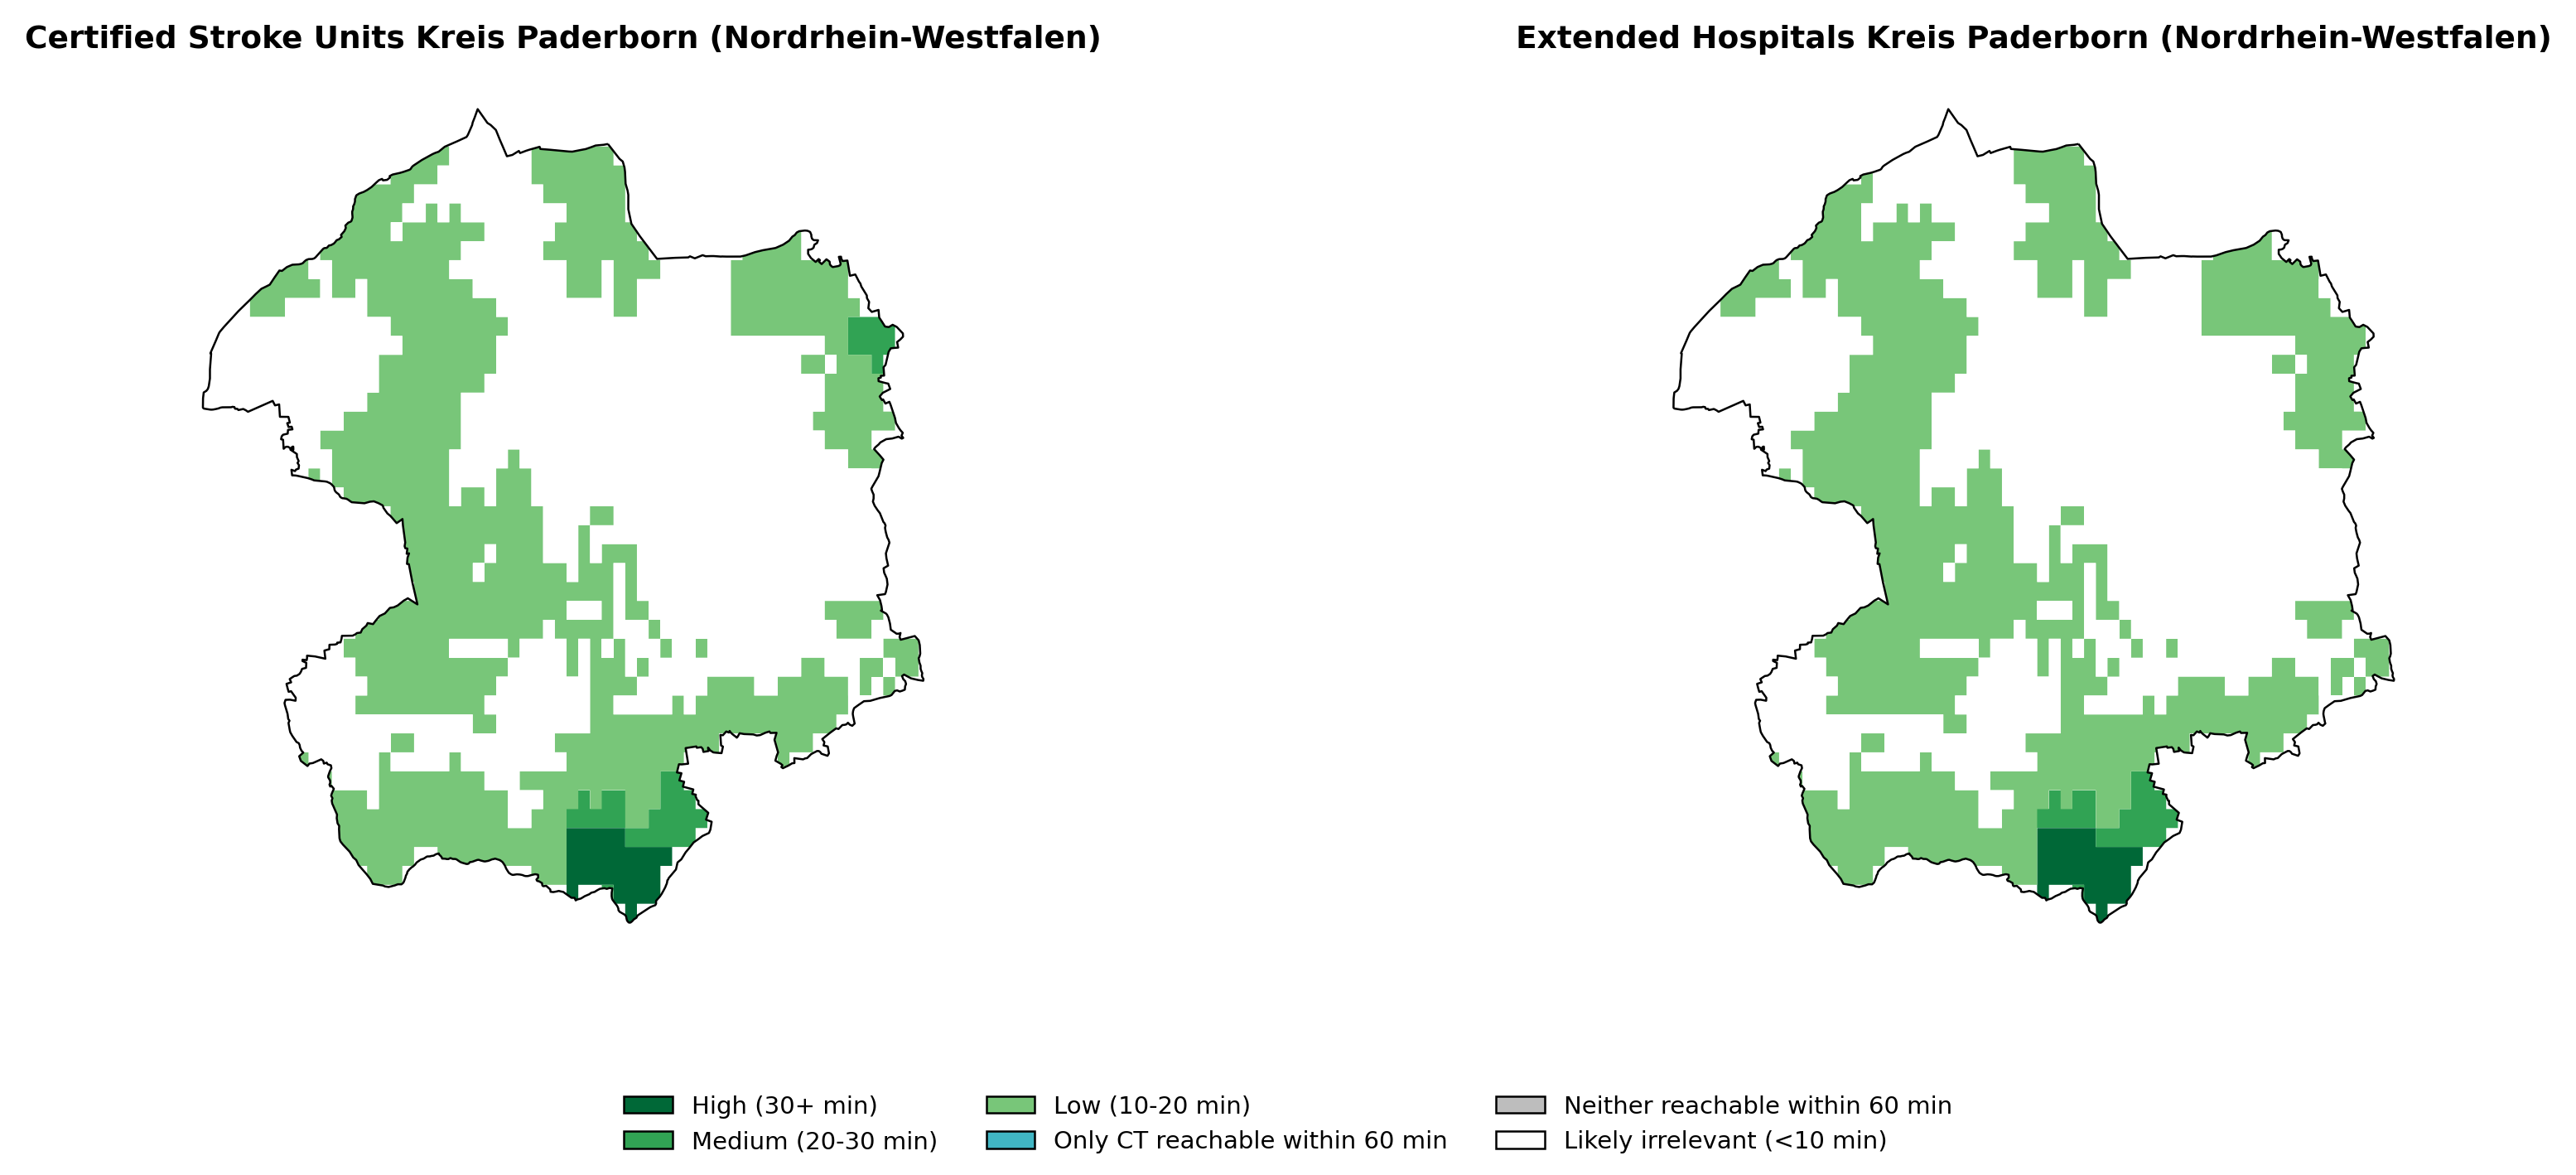 Certified Stroke Units Kreis Paderborn (Nordrhein-Westfalen)
Extended Hospitals Kreis Paderborn (Nordrhein-Westfalen)
High (30+ min)
Medium (20-30 min)
Low (10-20 min)
Only CT reachable within 60 min
Neither reachable within 60 min
Likely irrelevant (<10 min)